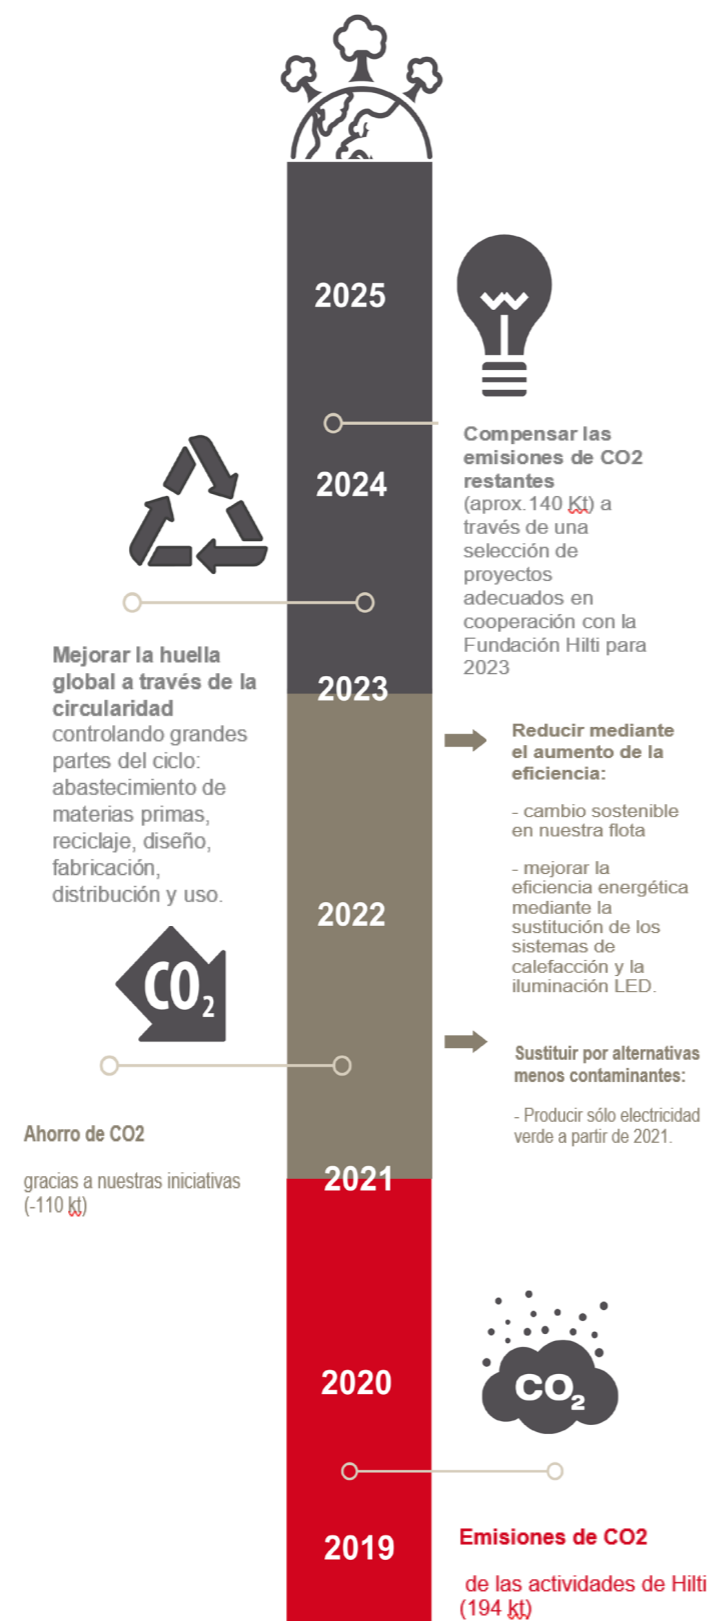 2025
Compensar las
emisiones de CO2
restantes
(aprox.140 Kt) a
través de una
selección de
proyectos
adecuados en
cooperación con la
Fundación Hilti para
2023
2024
Mejorar la huella
global a través de la
circularidad
controlando grandes
partes del ciclo:
abastecimiento de
materias primas,
reciclaje, diseño,
fabricación,
distribución y uso.
2023
Reducir mediante
el aumento de la
eficiencia:
- cambio sostenible
en nuestra flota
- mejorar la
eficiencia energética
mediante la
sustitución de los
sistemas de
calefacción y la
iluminación LED.
2022
CO2
Sustituir por alternativas
menos contaminantes:
- Producir sólo electricidad
verde a partir de 2021.
Ahorro de CO2
gracias a nuestras iniciativas
(-110 kt)
2021
2020
CO2
2019
Emisiones de CO2
de las actividades de Hilti
(194 kt)